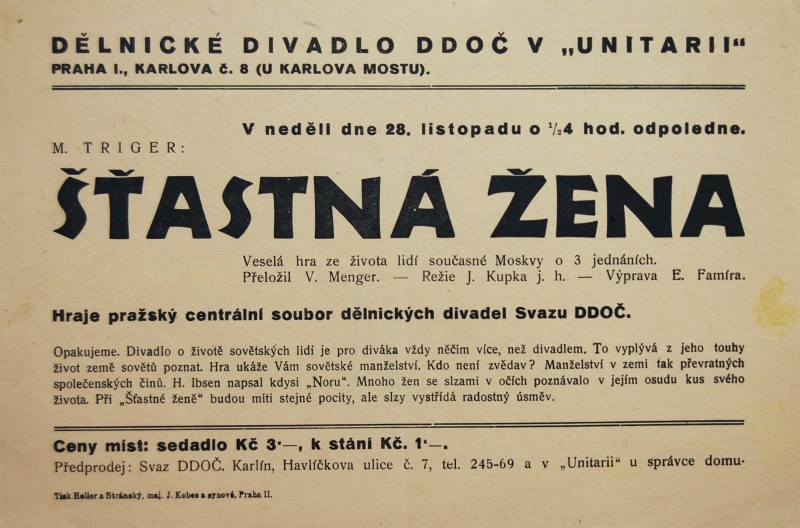 DĚLNICKÉ DIVADLO DDOČ V „UNITARII“
PRAHA I., KARLOVA č. 8 (U KARLOVA MOSTU).
V neděli dne 28. listopadu o ½4 hod. odpoledne.
M. TRIGER:
ŠŤASTNÁ ŽENA
Veselá hra ze života lidí současné Moskvy o 3 jednáních.
Přeložil V. Menger. — Režie J. Kupka j. h. — Výprava E. Famíra.
Hraje pražský centrální soubor dělnických divadel Svazu DDOČ.
Opakujeme. Divadlo o životě sovětských lidí je pro diváka vždy něčím více, než divadlem. To vyplývá z jeho touhy
život země sovětů poznat. Hra ukáže Vám sovětské manželství. Kdo není zvědav? Manželství v zemi tak převratných
společenských činů. H. Ibsen napsal kdysi „Noru“. Mnoho žen se slzami v očích poznávalo v jejím osudu kus svého
života. Při „Šťastné ženě“ budou míti stejné pocity, ale slzy vystřídá radostný úsměv.
Ceny míst: sedadlo Kč 3·—, k stání Kč. 1·—.
Předprodej: Svaz DDOČ. Karlín, Havlíčkova ulice č. 7, tel. 245-69 a v „Unitarii“ u správce domu·
Tisk Heller a Stránský, maj. J. Kobes a synové, Praha II.